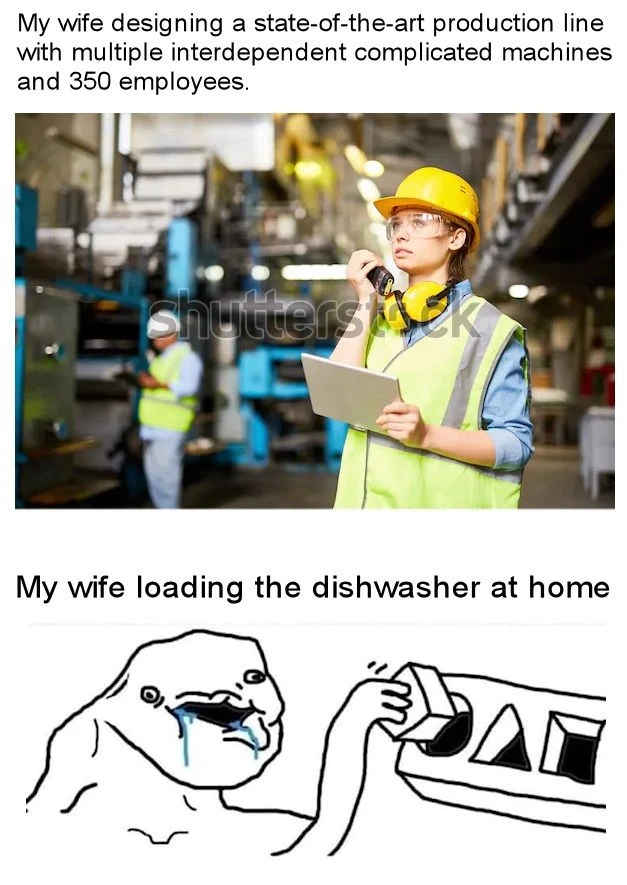 My wife designing a state-of-the-art production line
with multiple interdependent complicated machines
and 350 employees.
shutterstock
My wife loading the dishwasher at home